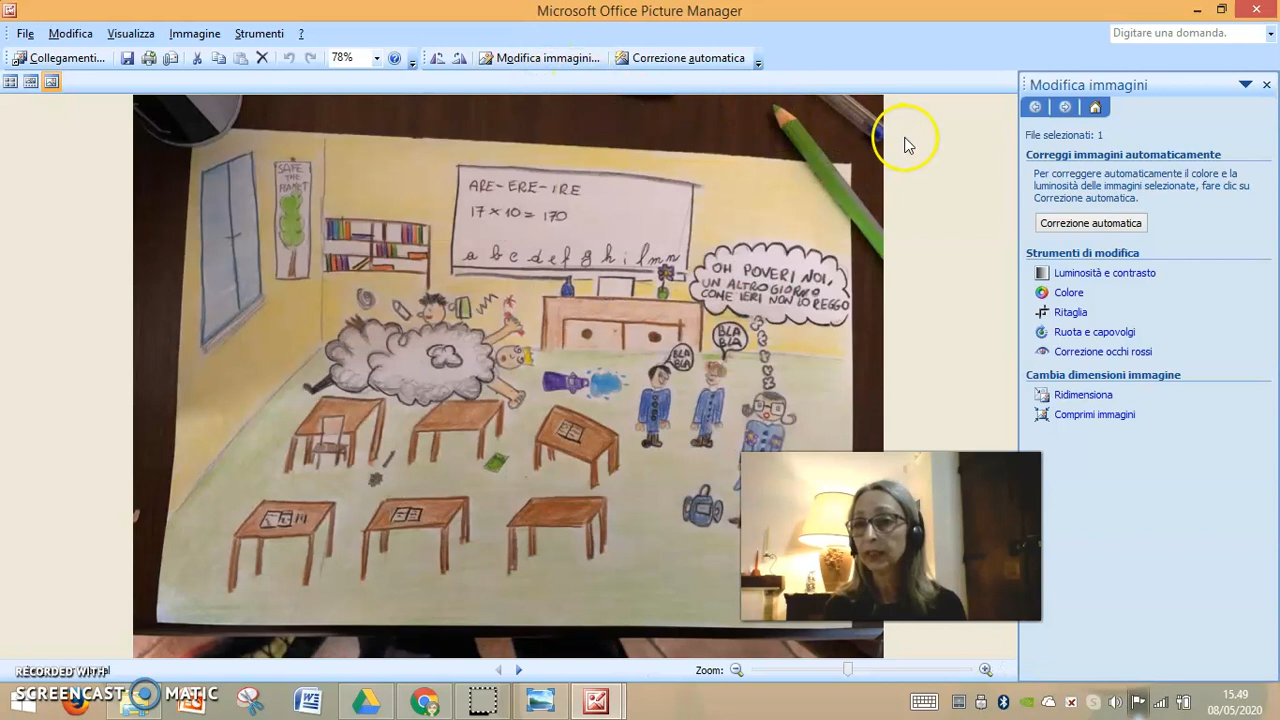 Microsoft Office Picture Manager
File Modifica Visualizza Immagine Strumenti ?
Digitare una domanda.
Collegamenti... 78% Modifica immagini... Correzione automatica
Modifica immagini
File selezionati: 1
Correggi immagini automaticamente
Per correggere automaticamente il colore e la
luminosità delle immagini selezionate, fare clic su
Correzione automatica.
Correzione automatica
Strumenti di modifica
Luminosità e contrasto
Colore
Ritaglia
Ruota e capovolgi
Correzione occhi rossi
Cambia dimensioni immagine
Ridimensiona
Comprimi immagini
SAVE
THE
PLANET
ARE-ERE-IRE
17 x 10 = 170
a b c d e f g h i l m n
OH POVERI NOI,
UN ALTRO GIORNO
COME IERI NON LO REGGO
BLA
BLA
BLA
BLA
Zoom:
RECORDED WITH
SCREENCAST MATIC
15.49
08/05/2020